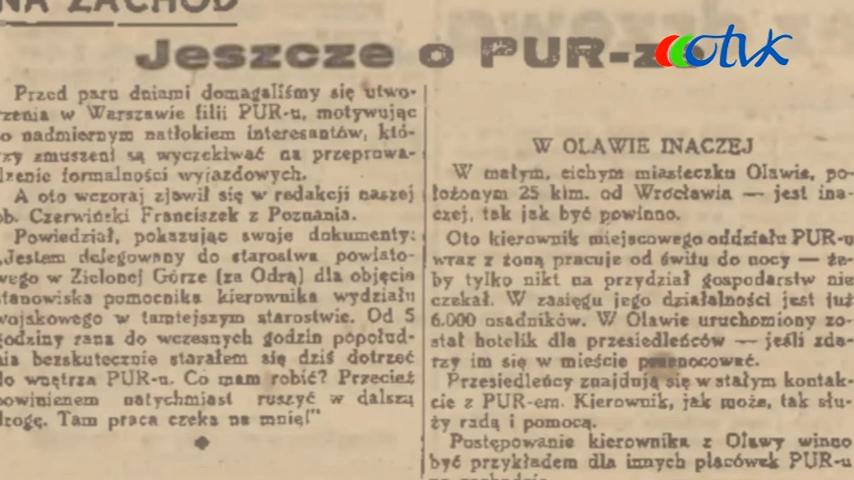 NA ZACHÓD
Jeszcze o PUR-z
otvk
Przed paru dniami domagaliśmy się utwo-
rzenia w Warszawie filii PUR-u, motywując
to nadmiernym natłokiem interesantów, któ-
rzy zmuszeni są wyczekiwać na przeprowa-
dzenie formalności wyjazdowych.
A oto wczoraj zjawił się w redakcji naszej
ob. Czerwiński Franciszek z Poznania.
Powiedział, pokazując swoje dokumenty:
„Jestem delegowany do starostwa powiato-
wego w Zielonej Górze (za Odrą) dla objęcia
stanowiska pomocnika kierownika wydziału
wojskowego w tamtejszym starostwie. Od 5
godziny rana do wczesnych godzin popołud-
nia bezskutecznie starałem się dziś dotrzeć
do wnętrza PUR-u. Co mam robić? Przecież
powinienem natychmiast ruszyć w dalszą
drogę. Tam praca czeka na mnie!"
W OLAWIE INACZEJ
W małym, cichym miasteczku Olawie, po-
łożonym 25 klm. od Wrocławia — jest ina-
czej, tak jak być powinno.
Oto kierownik miejscowego oddziału PUR-u
wraz z żoną pracuje od świtu do nocy — że-
by tylko nikt na przydział gospodarstw nie
czekał. W zasięgu jego działalności jest już
6.000 osadników. W Olawie uruchomiony zo-
stał hotelik dla przesiedleńców — jeśli zda-
rzy im się w mieście przenocować.
Przesiedleńcy znajdują się w stałym kontak-
cie z PUR-em. Kierownik, jak może, tak słu-
ży radą i pomocą.
Postępowanie kierownika z Oławy winno
być przykładem dla innych placówek PUR-u